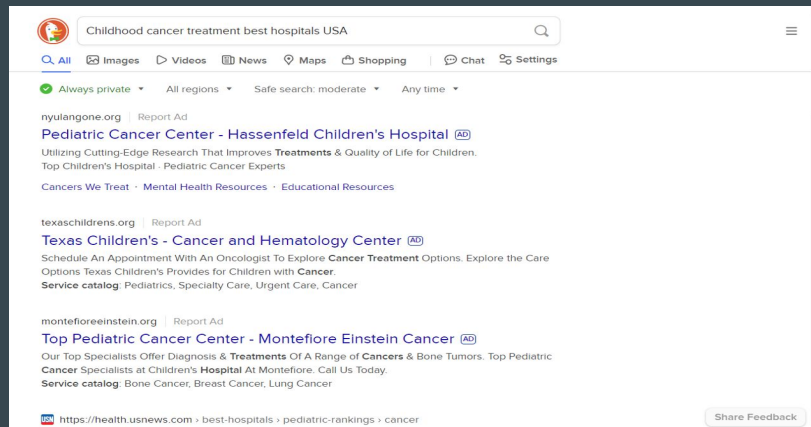 Childhood cancer treatment best hospitals USA
All Images Videos News Maps Shopping Chat Settings
Always private All regions Safe search: moderate Any time
nyulangone.org Report Ad
Pediatric Cancer Center - Hassenfeld Children's Hospital AD
Utilizing Cutting-Edge Research That Improves Treatments & Quality of Life for Children.
Top Children's Hospital · Pediatric Cancer Experts
Cancers We Treat · Mental Health Resources · Educational Resources
texaschildrens.org Report Ad
Texas Children's - Cancer and Hematology Center AD
Schedule An Appointment With An Oncologist To Explore Cancer Treatment Options. Explore the Care
Options Texas Children's Provides for Children with Cancer.
Service catalog: Pediatrics, Specialty Care, Urgent Care, Cancer
montefioreeinstein.org Report Ad
Top Pediatric Cancer Center - Montefiore Einstein Cancer AD
Our Top Specialists Offer Diagnosis & Treatments Of A Range of Cancers & Bone Tumors. Top Pediatric
Cancer Specialists at Children's Hospital At Montefiore. Call Us Today.
Service catalog: Bone Cancer, Breast Cancer, Lung Cancer
USN https://health.usnews.com › best-hospitals › pediatric-rankings › cancer
Share Feedback